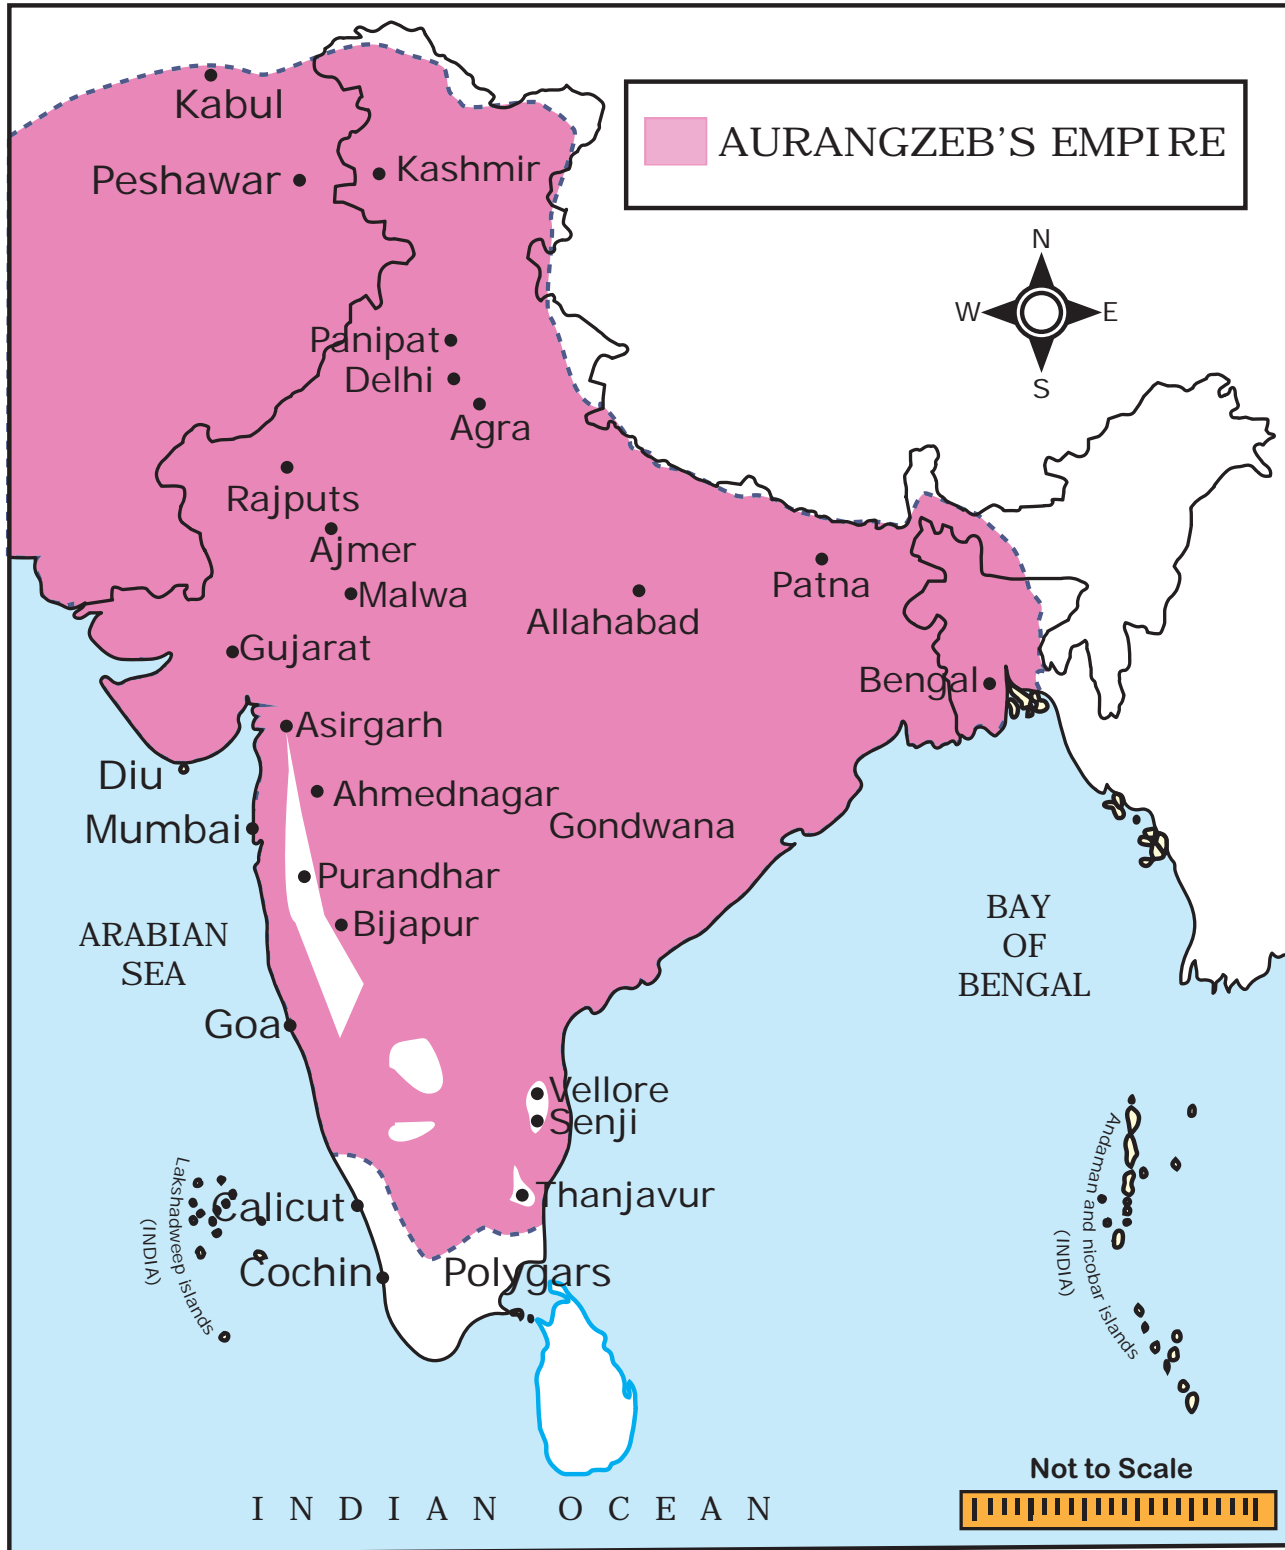 Kabul
AURANGZEB'S EMPIRE
Peshawar
Kashmir
N
W
E
S
Panipat
Delhi
Agra
Rajputs
Ajmer
Malwa
Patna
Allahabad
Gujarat
Bengal
Asirgarh
Diu
Ahmednagar
Mumbai
Gondwana
Purandhar
Bijapur
ARABIAN
SEA
BAY
OF
BENGAL
Goa
Vellore
Senji
Thanjavur
Calicut
Lakshadweep islands
(INDIA)
Andaman and nicobar islands
(INDIA)
Cochin
Polygars
Not to Scale
INDIAN OCEAN